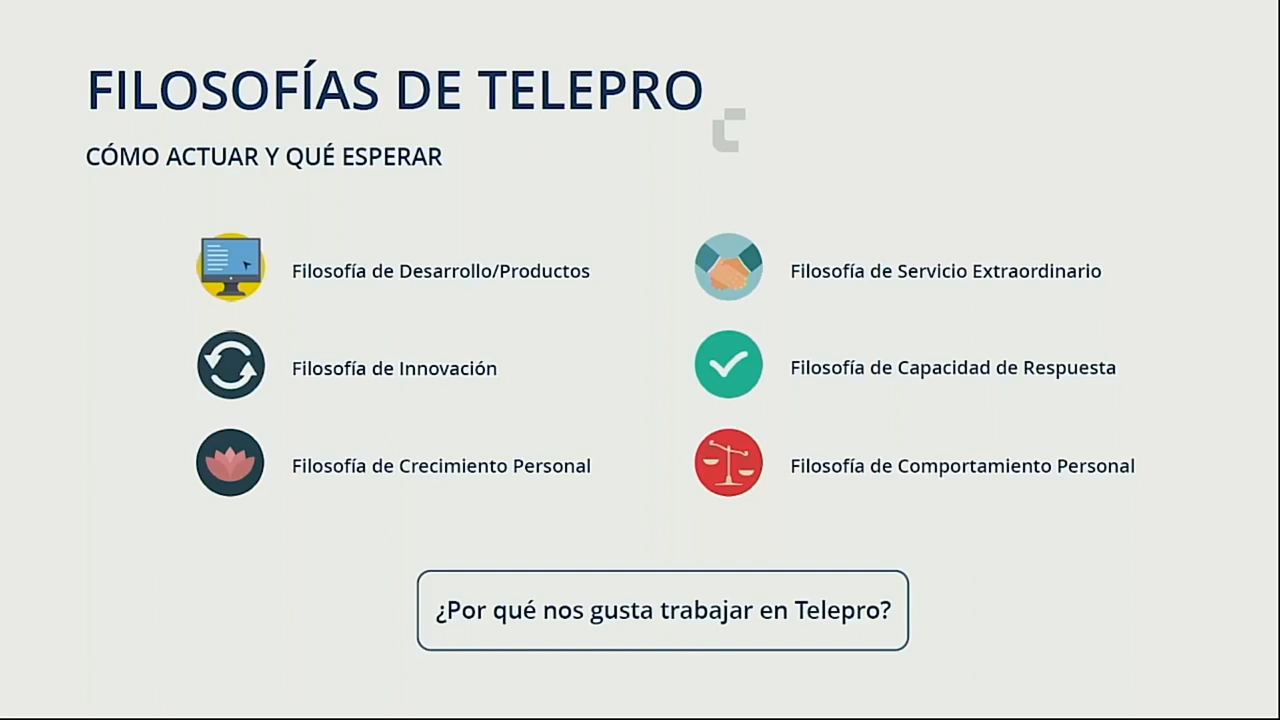 FILOSOFÍAS DE TELEPRO
CÓMO ACTUAR Y QUÉ ESPERAR
Filosofía de Desarrollo/Productos
Filosofía de Servicio Extraordinario
Filosofía de Innovación
Filosofía de Capacidad de Respuesta
Filosofía de Crecimiento Personal
Filosofía de Comportamiento Personal
¿Por qué nos gusta trabajar en Telepro?